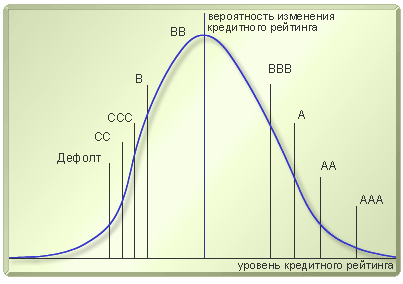 вероятность изменения
кредитного рейтинга
BB
BBB
B
A
CCC
CC
Дефолт
AA
AAA
уровень кредитного рейтинга